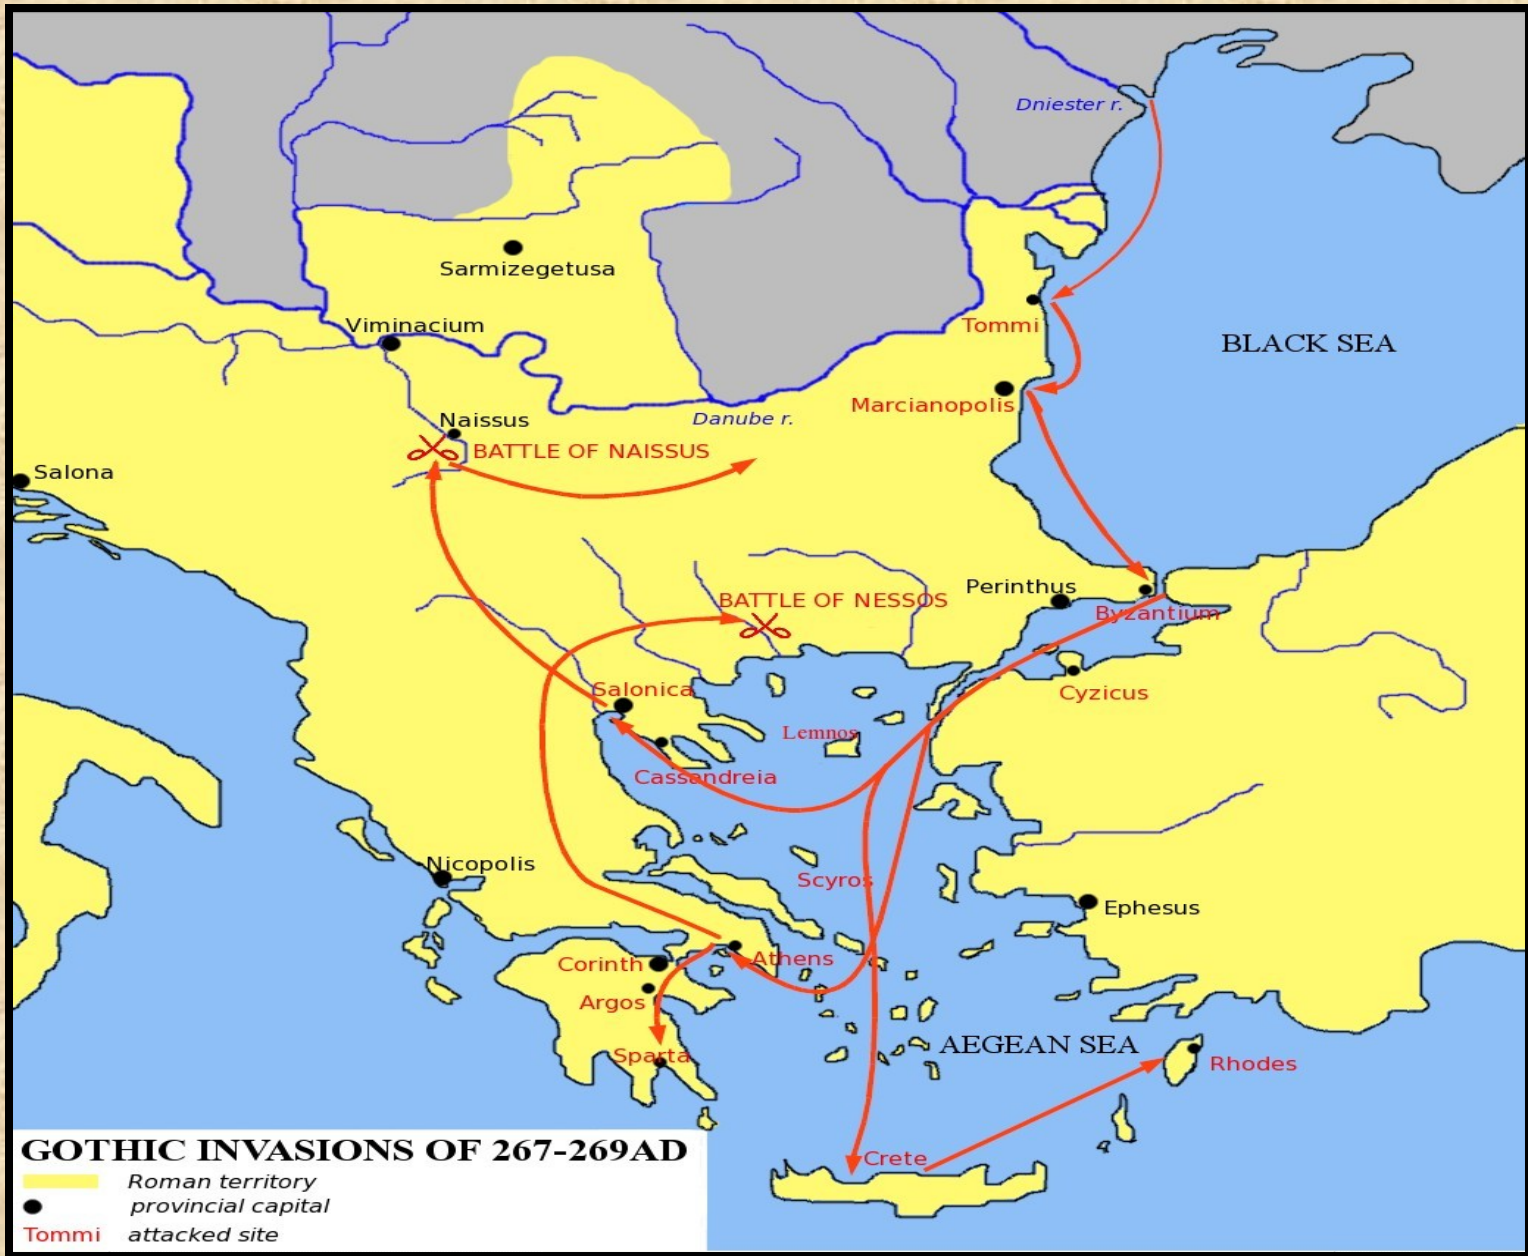 Dniester r.
Sarmizegetusa
Viminacium
Tommi
BLACK SEA
Marcianopolis
Danube r.
Naissus
BATTLE OF NAISSUS
Salona
Perinthus
BATTLE OF NESSOS
Byzantium
Salonica
Cyzicus
Lemnos
Cassandreia
Nicopolis
Scyros
Ephesus
Athens
Corinth
Argos
AEGEAN SEA
Sparta
Rhodes
Crete
GOTHIC INVASIONS OF 267-269AD
Roman territory
provincial capital
Tommi attacked site